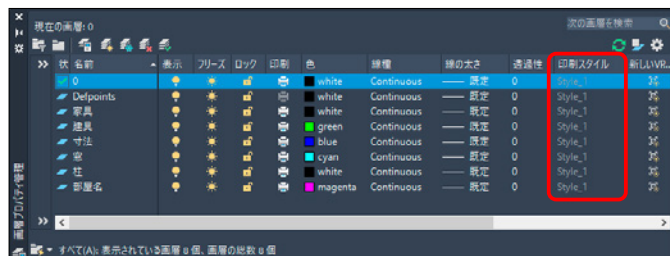 現在の画層: 0
次の画層を検索
状 名前 表示 フリーズ ロック 印刷 色 線種 線の太さ 透過性 印刷スタイル 新しいVR...
0 white Continuous 既定 0 Style_1
Defpoints white Continuous 既定 0 Style_1
家具 white Continuous 既定 0 Style_1
建具 green Continuous 既定 0 Style_1
寸法 blue Continuous 既定 0 Style_1
窓 cyan Continuous 既定 0 Style_1
柱 white Continuous 既定 0 Style_1
部屋名 magenta Continuous 既定 0 Style_1
画層プロパティ管理
すべて(A): 表示されている画層 8 個、画層の総数 8 個